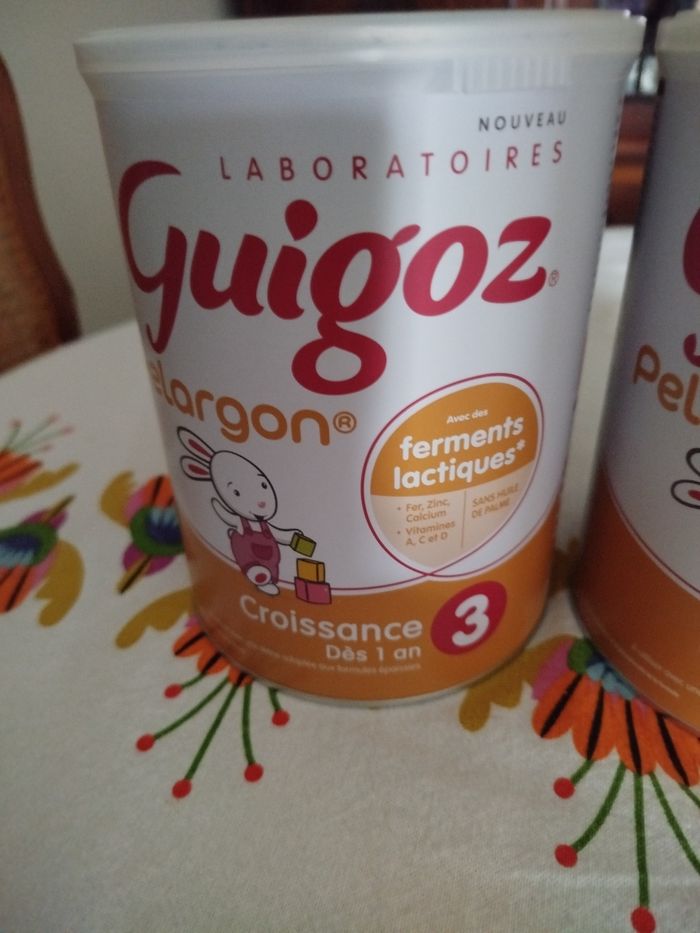 NOUVEAU
LABORATOIRES
Guigoz®
elargon®
Avec des
ferments
lactiques*
• Fer, Zinc,
Calcium
• Vitamines
A, C et D
SANS HUILE
DE PALME
Croissance 3
Dès 1 an
Pel